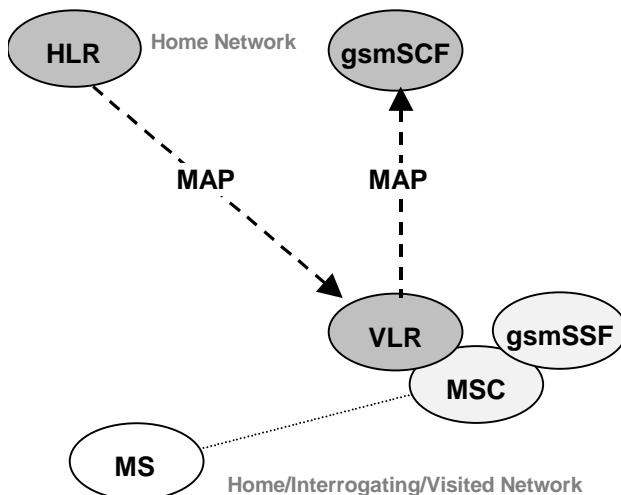 HLR
Home Network
gsmSCF
MAP
MAP
VLR
gsmSSF
MSC
MS
Home/Interrogating/Visited Network